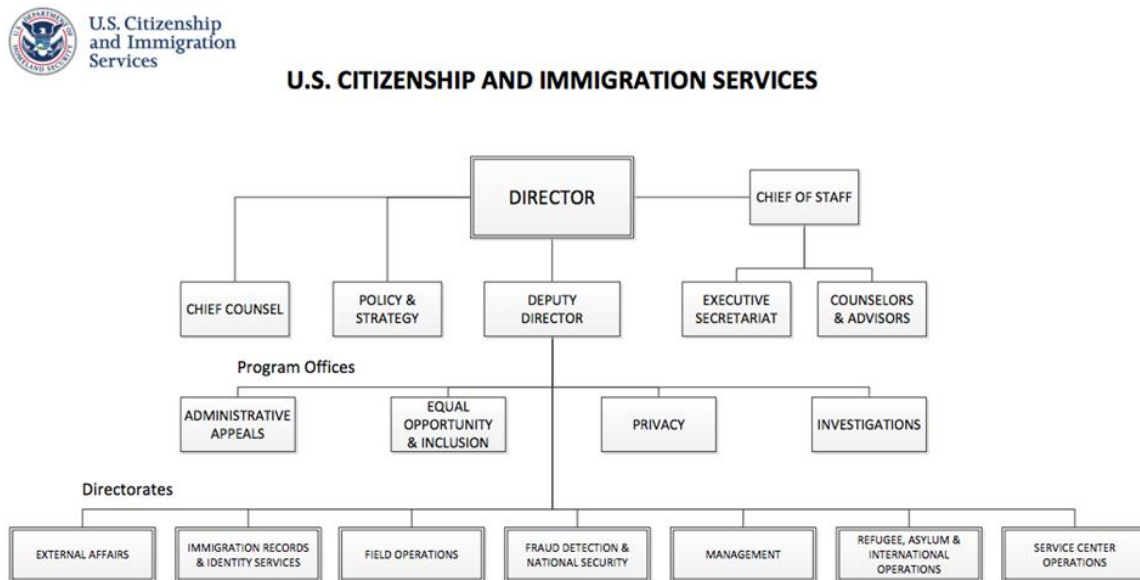 U.S. Citizenship
and Immigration
Services
U.S. CITIZENSHIP AND IMMIGRATION SERVICES
DIRECTOR
CHIEF OF STAFF
CHIEF COUNSEL
POLICY &
STRATEGY
DEPUTY
DIRECTOR
EXECUTIVE
SECRETARIAT
COUNSELORS
& ADVISORS
Program Offices
ADMINISTRATIVE
APPEALS
EQUAL
OPPORTUNITY
& INCLUSION
PRIVACY
INVESTIGATIONS
Directorates
EXTERNAL AFFAIRS
IMMIGRATION RECORDS
& IDENTITY SERVICES
FIELD OPERATIONS
FRAUD DETECTION &
NATIONAL SECURITY
MANAGEMENT
REFUGEE, ASYLUM &
INTERNATIONAL
OPERATIONS
SERVICE CENTER
OPERATIONS